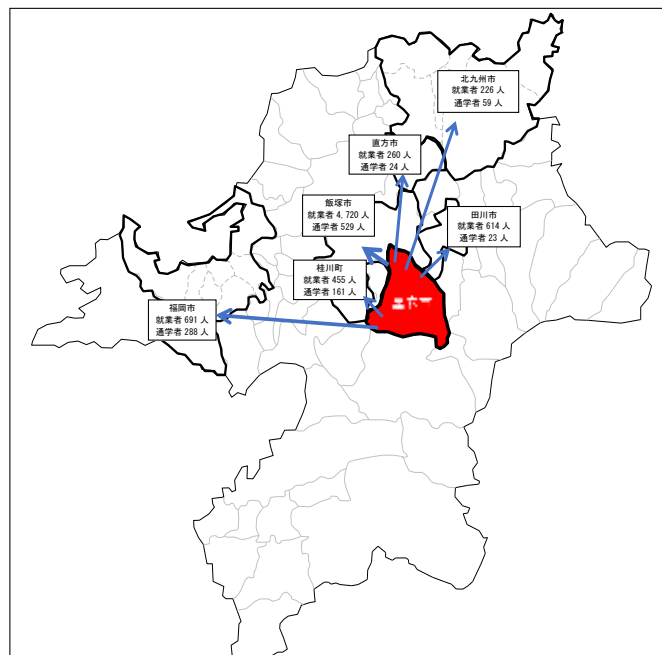 北九州市
就業者 226 人
通学者 59 人
直方市
就業者 260 人
通学者 24 人
飯塚市
就業者 4,720 人
通学者 529 人
田川市
就業者 614 人
通学者 23 人
桂川町
就業者 455 人
通学者 161 人
福岡市
就業者 691 人
通学者 288 人